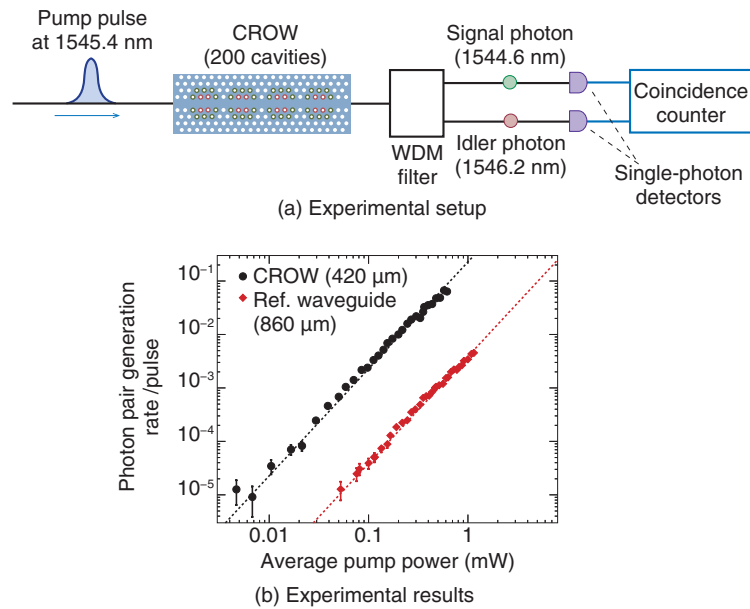 Pump pulse
at 1545.4 nm
CROW
(200 cavities)
Signal photon
(1544.6 nm)
WDM
filter
Idler photon
(1546.2 nm)
Coincidence
counter
Single-photon
detectors
(a) Experimental setup
Photon pair generation
rate /pulse
10⁻¹
10⁻²
10⁻³
10⁻⁴
10⁻⁵
CROW (420 μm)
Ref. waveguide
(860 μm)
0.01 0.1 1
Average pump power (mW)
(b) Experimental results